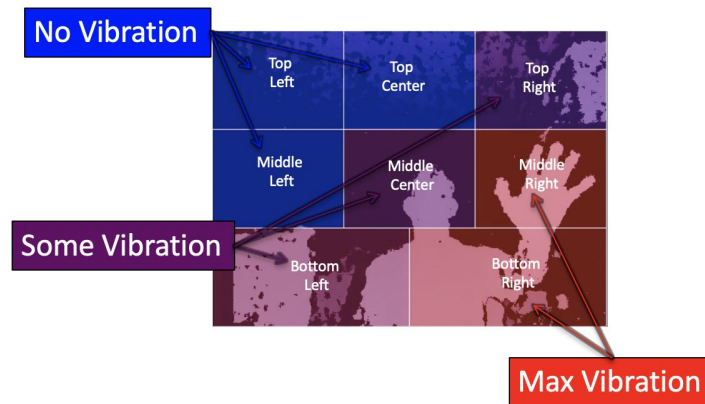 No Vibration
Top
Left
Top
Center
Top
Right
Middle
Left
Middle
Center
Middle
Right
Some Vibration
Bottom
Left
Bottom
Right
Max Vibration